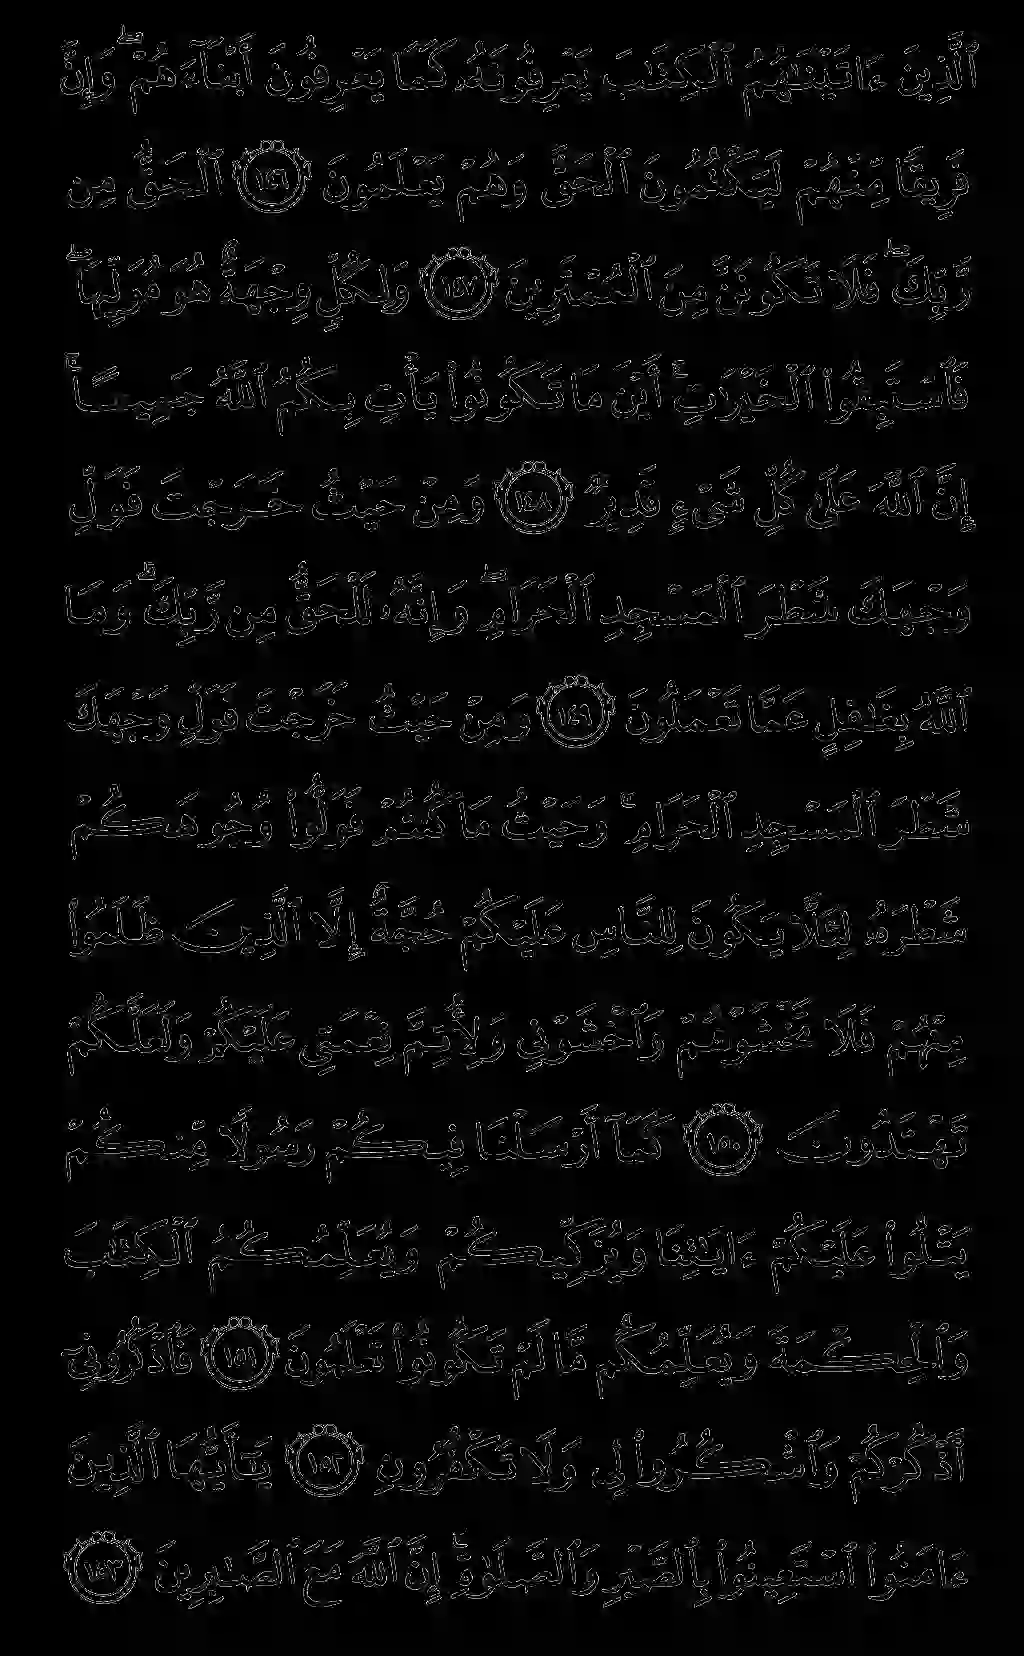 ٱلَّذِينَ ءَاتَيْنَٰهُمُ ٱلْكِتَٰبَ يَعْرِفُونَهُۥ كَمَا يَعْرِفُونَ أَبْنَآءَهُمْ ۖ وَإِنَّ
فَرِيقًا مِّنْهُمْ لَيَكْتُمُونَ ٱلْحَقَّ وَهُمْ يَعْلَمُونَ ١٤٦ ٱلْحَقُّ مِن
رَّبِّكَ ۖ فَلَا تَكُونَنَّ مِنَ ٱلْمُمْتَرِينَ ١٤٧ وَلِكُلٍّ وِجْهَةٌ هُوَ مُوَلِّيهَا ۖ
فَٱسْتَبِقُوا۟ ٱلْخَيْرَٰتِ ۚ أَيْنَ مَا تَكُونُوا۟ يَأْتِ بِكُمُ ٱللَّهُ جَمِيعًا ۚ
إِنَّ ٱللَّهَ عَلَىٰ كُلِّ شَىْءٍ قَدِيرٌ ١٤٨ وَمِنْ حَيْثُ خَرَجْتَ فَوَلِّ
وَجْهَكَ شَطْرَ ٱلْمَسْجِدِ ٱلْحَرَامِ ۖ وَإِنَّهُۥ لَلْحَقُّ مِن رَّبِّكَ ۗ وَمَا
ٱللَّهُ بِغَٰفِلٍ عَمَّا تَعْمَلُونَ ١٤٩ وَمِنْ حَيْثُ خَرَجْتَ فَوَلِّ وَجْهَكَ
شَطْرَ ٱلْمَسْجِدِ ٱلْحَرَامِ ۚ وَحَيْثُ مَا كُنتُمْ فَوَلُّوا۟ وُجُوهَكُمْ
شَطْرَهُۥ لِئَلَّا يَكُونَ لِلنَّاسِ عَلَيْكُمْ حُجَّةٌ إِلَّا ٱلَّذِينَ ظَلَمُوا۟
مِنْهُمْ فَلَا تَخْشَوْهُمْ وَٱخْشَوْنِى وَلِأُتِمَّ نِعْمَتِى عَلَيْكُمْ وَلَعَلَّكُمْ
تَهْتَدُونَ ١٥٠ كَمَآ أَرْسَلْنَا فِيكُمْ رَسُولًا مِّنكُمْ
يَتْلُوا۟ عَلَيْكُمْ ءَايَٰتِنَا وَيُزَكِّيكُمْ وَيُعَلِّمُكُمُ ٱلْكِتَٰبَ
وَٱلْحِكْمَةَ وَيُعَلِّمُكُم مَّا لَمْ تَكُونُوا۟ تَعْلَمُونَ ١٥١ فَٱذْكُرُونِىٓ
أَذْكُرْكُمْ وَٱشْكُرُوا۟ لِى وَلَا تَكْفُرُونِ ١٥٢ يَٰٓأَيُّهَا ٱلَّذِينَ
ءَامَنُوا۟ ٱسْتَعِينُوا۟ بِٱلصَّبْرِ وَٱلصَّلَوٰةِ ۚ إِنَّ ٱللَّهَ مَعَ ٱلصَّٰبِرِينَ ١٥٣